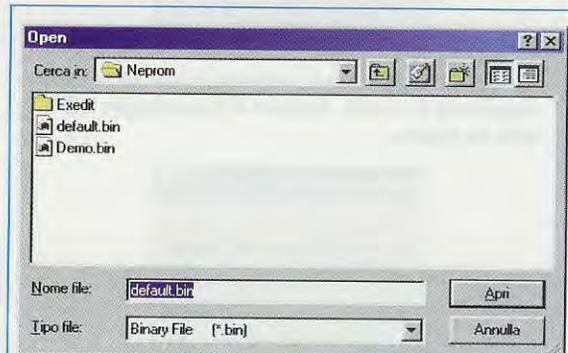 Open
Cerca in: Neprom
Exedit
default.bin
Demo.bin
Nome file: default.bin Apri
Tipo file: Binary File (*.bin) Annulla